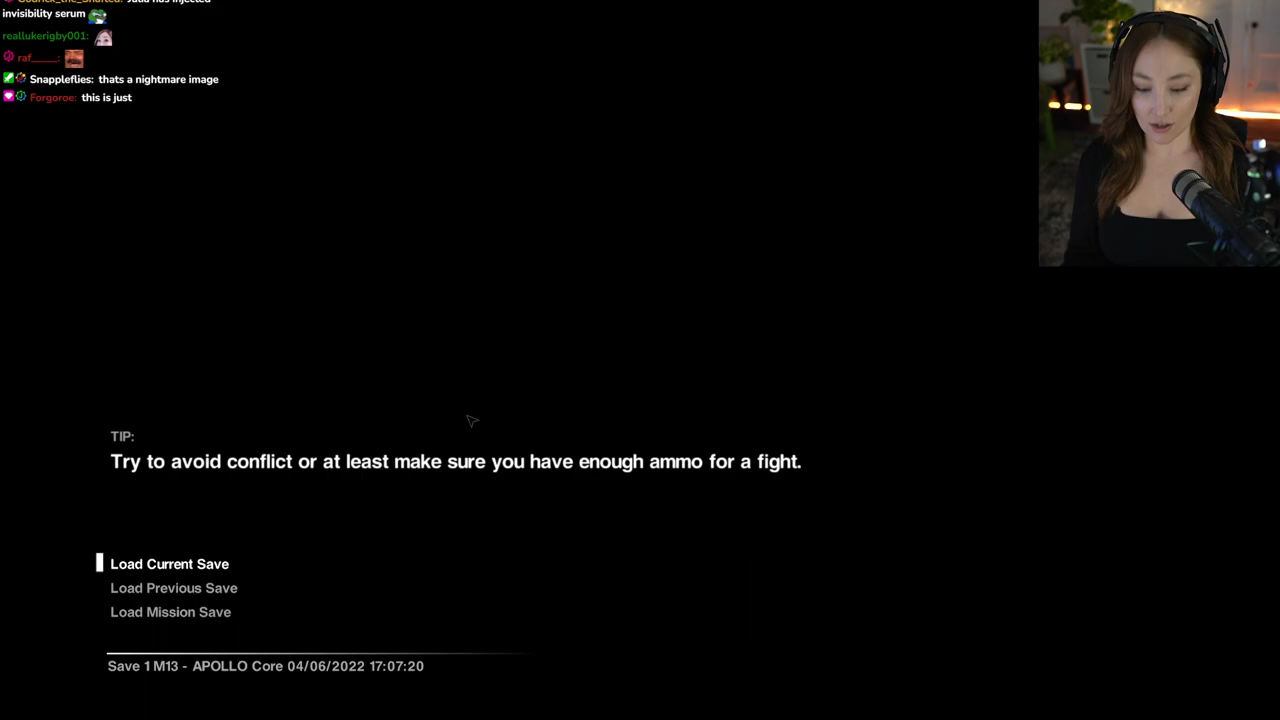 invisibility serum
reallukerigby001:
raf_____:
Snappleflies: thats a nightmare image
Forgoroe: this is just
TIP:
Try to avoid conflict or at least make sure you have enough ammo for a fight.
Load Current Save
Load Previous Save
Load Mission Save
Save 1 M13 - APOLLO Core 04/06/2022 17:07:20